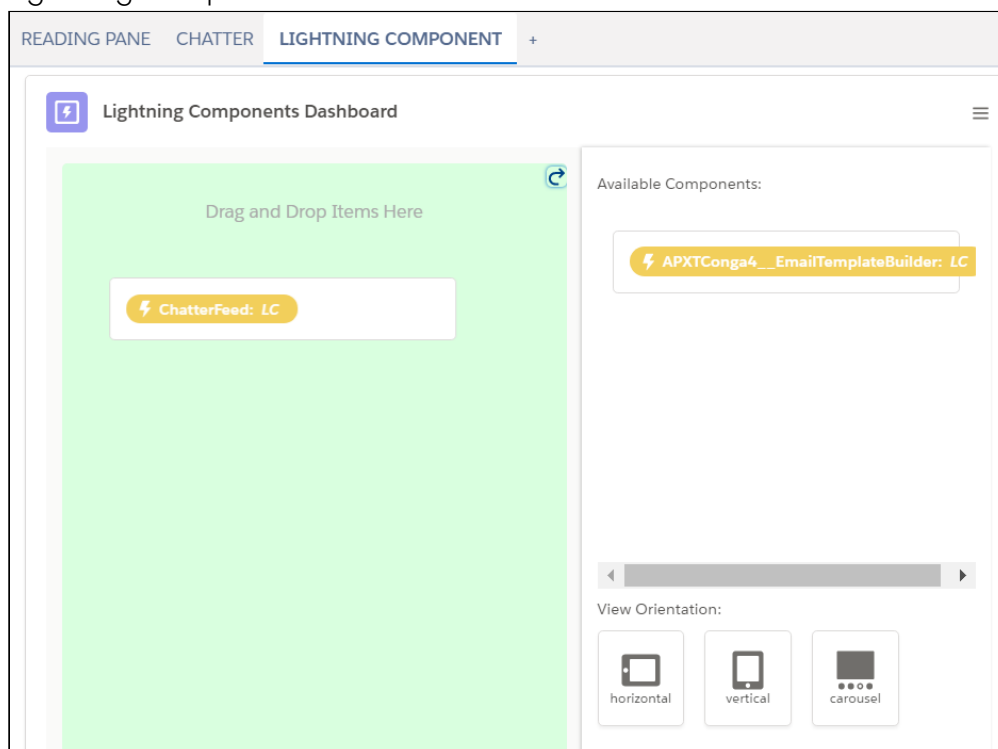 READING PANE CHATTER LIGHTNING COMPONENT +
Lightning Components Dashboard
Drag and Drop Items Here
ChatterFeed: LC
Available Components:
APXTConga4__EmailTemplateBuilder: LC
View Orientation:
horizontal
vertical
carousel